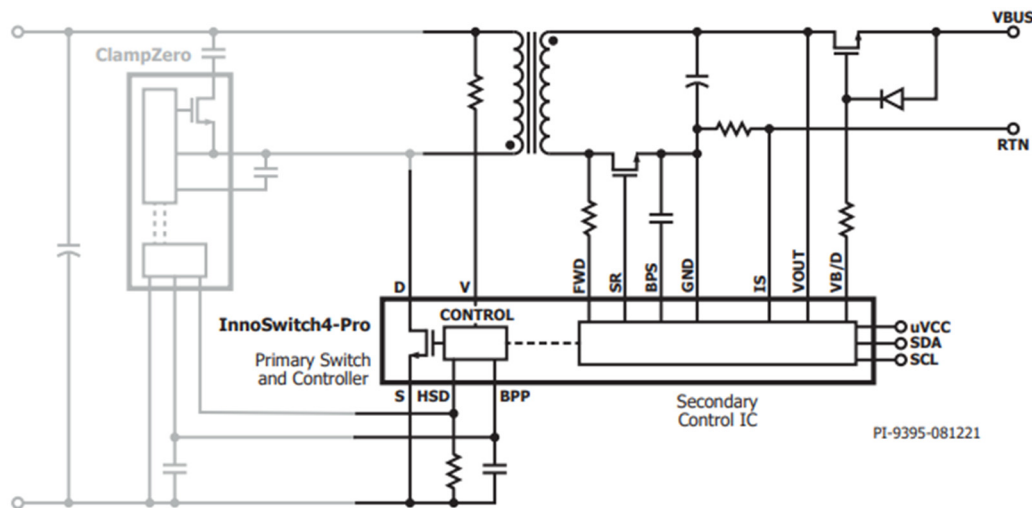 VBUS
ClampZero
RTN
FWD
SR
BPS
GND
IS
VOUT
VB/D
D
V
InnoSwitch4-Pro
CONTROL
uVCC
Primary Switch
and Controller
SDA
SCL
S
HSD
BPP
Secondary
Control IC
PI-9395-081221